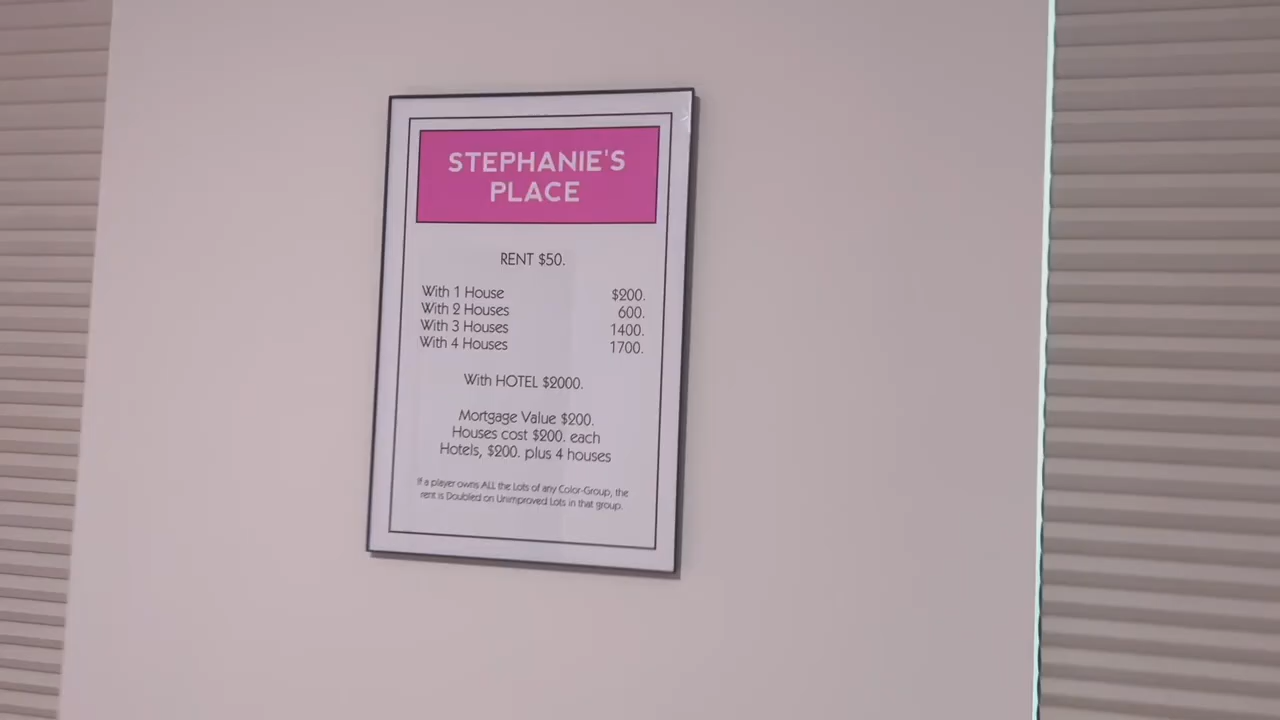 STEPHANIE'S
PLACE
RENT $50.
With 1 House $200.
With 2 Houses 600.
With 3 Houses 1400.
With 4 Houses 1700.
With HOTEL $2000.
Mortgage Value $200.
Houses cost $200. each
Hotels, $200. plus 4 houses
If a player owns ALL the Lots of any Color-Group, the
rent is Doubled on Unimproved Lots in that group.